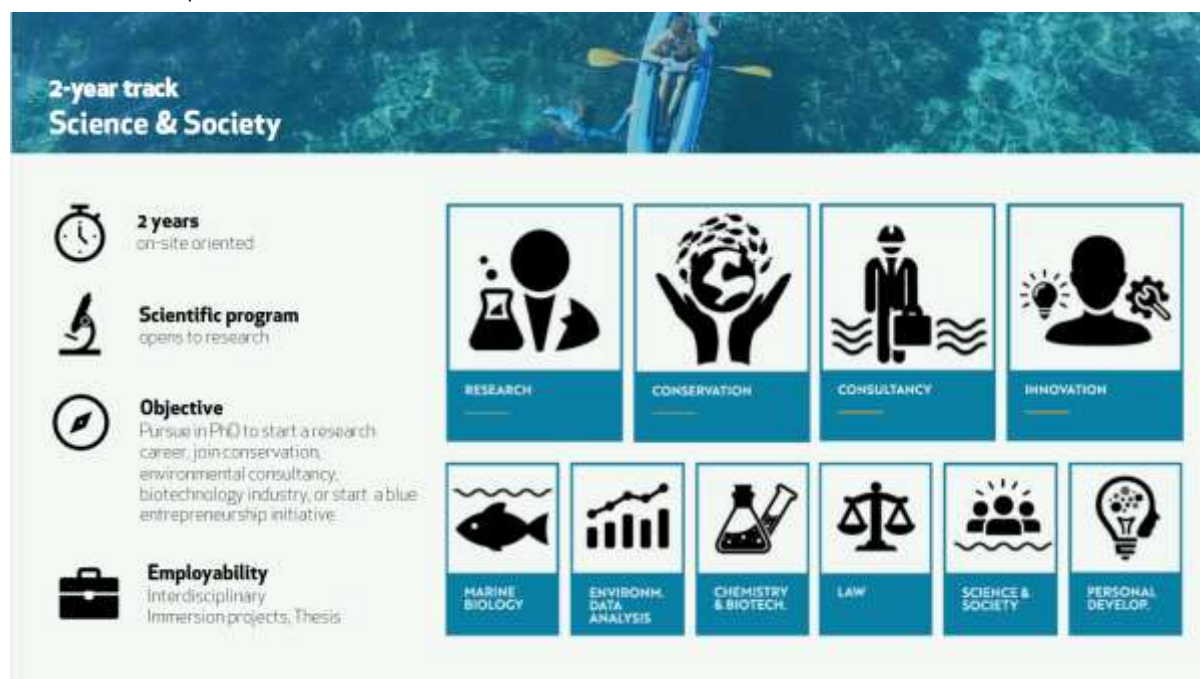 2-year track
Science & Society
2 years
on-site oriented
Scientific program
opens to research
Objective
Pursue in PhD to start a research
career, join conservation,
environmental consultancy,
biotechnology industry, or start a blue
entrepreneurship initiative
Employability
Interdisciplinary
Immersion projects, Thesis
RESEARCH
CONSERVATION
CONSULTANCY
INNOVATION
MARINE
BIOLOGY
ENVIRONM.
DATA
ANALYSIS
CHEMISTRY
& BIOTECH.
LAW
SCIENCE &
SOCIETY
PERSONAL
DEVELOP.